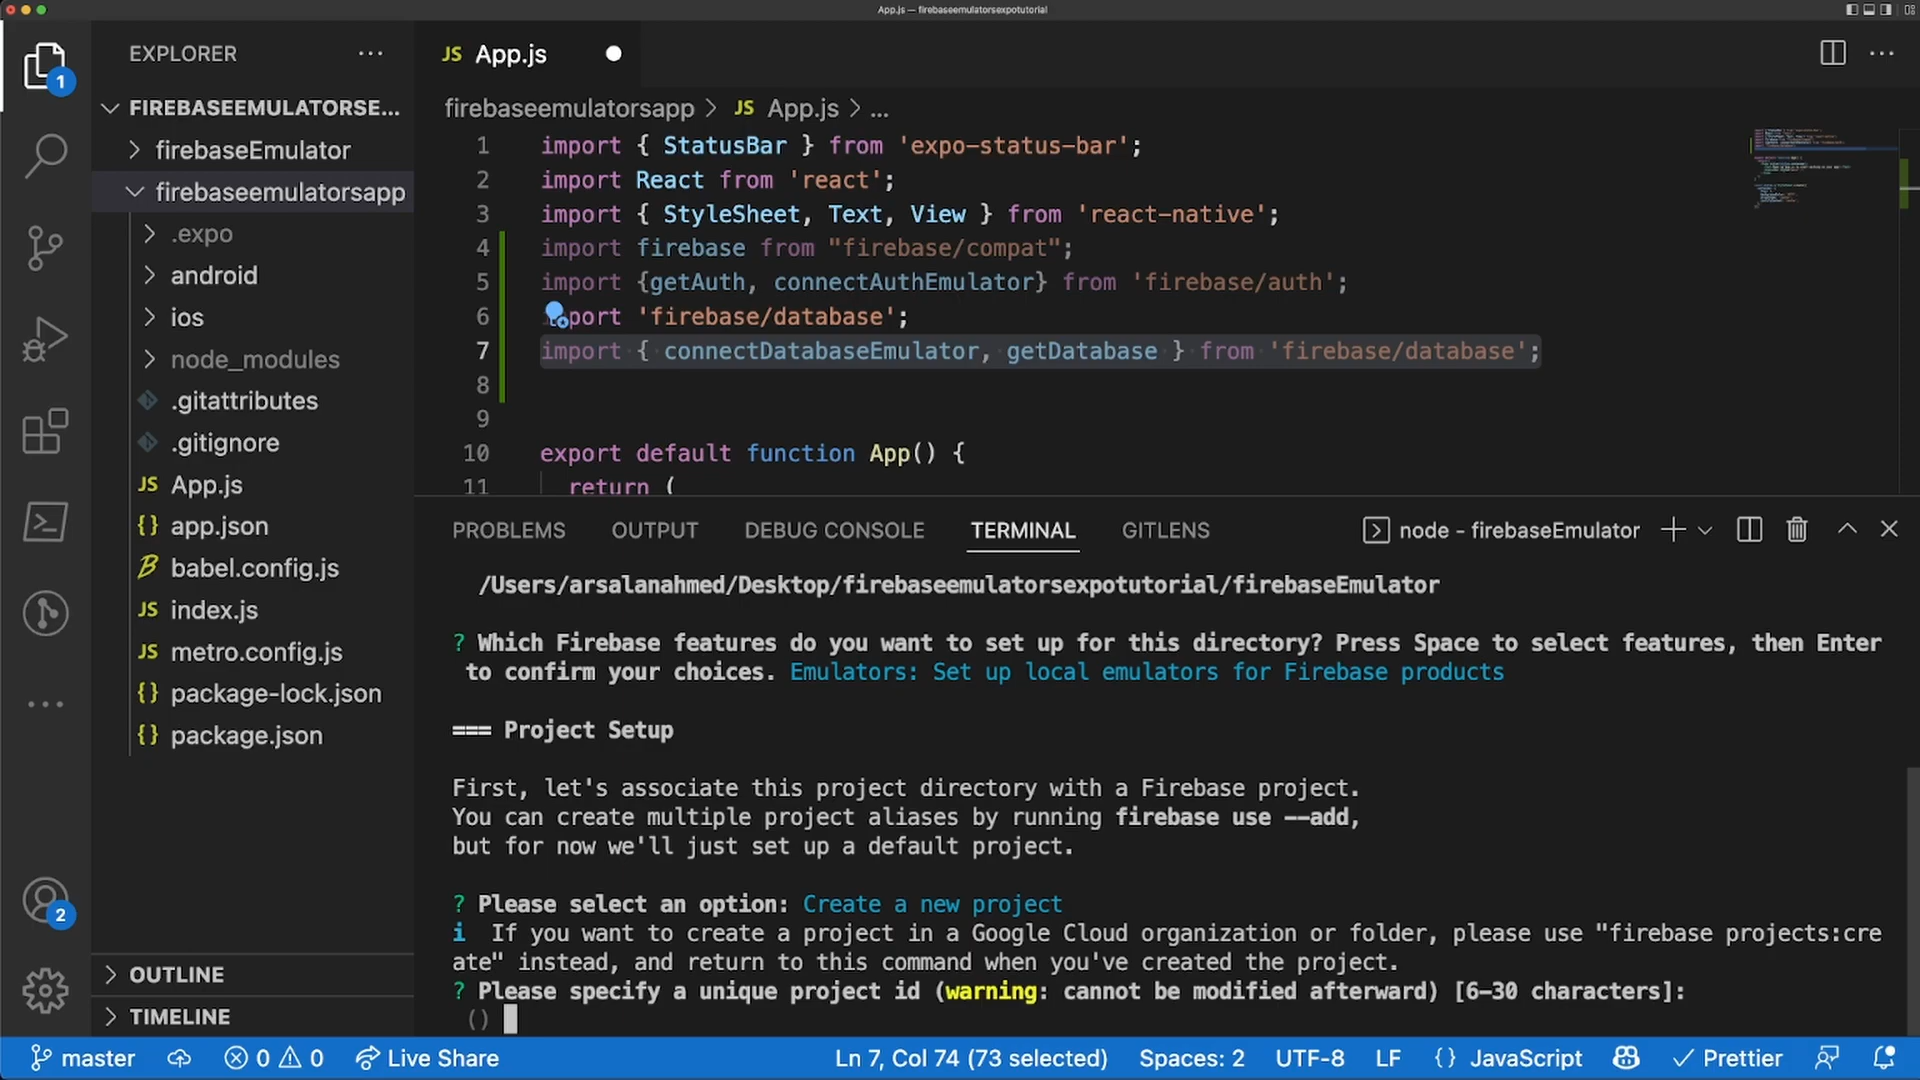 App.js — firebaseemulatorsexpotutorial
EXPLORER
JS App.js
1
FIREBASEEMULATORSE...
firebaseemulatorsapp > JS App.js > ...
firebaseEmulator
firebaseemulatorsapp
.expo
android
ios
node_modules
.gitattributes
.gitignore
JS App.js
{} app.json
babel.config.js
JS index.js
JS metro.config.js
{} package-lock.json
{} package.json
OUTLINE
TIMELINE
2
1 import { StatusBar } from 'expo-status-bar';
2 import React from 'react';
3 import { StyleSheet, Text, View } from 'react-native';
4 import firebase from "firebase/compat";
5 import {getAuth, connectAuthEmulator} from 'firebase/auth';
6 port 'firebase/database';
7 import { connectDatabaseEmulator, getDatabase } from 'firebase/database';
8
9
10 export default function App() {
11 return (
PROBLEMS OUTPUT DEBUG CONSOLE TERMINAL GITLENS node - firebaseEmulator
/Users/arsalanahmed/Desktop/firebaseemulatorsexpotutorial/firebaseEmulator
? Which Firebase features do you want to set up for this directory? Press Space to select features, then Enter
to confirm your choices. Emulators: Set up local emulators for Firebase products
=== Project Setup
First, let's associate this project directory with a Firebase project.
You can create multiple project aliases by running firebase use --add,
but for now we'll just set up a default project.
? Please select an option: Create a new project
i If you want to create a project in a Google Cloud organization or folder, please use "firebase projects:cre
ate" instead, and return to this command when you've created the project.
? Please specify a unique project id (warning: cannot be modified afterward) [6-30 characters]:
()
master 0 0 Live Share Ln 7, Col 74 (73 selected) Spaces: 2 UTF-8 LF {} JavaScript Prettier